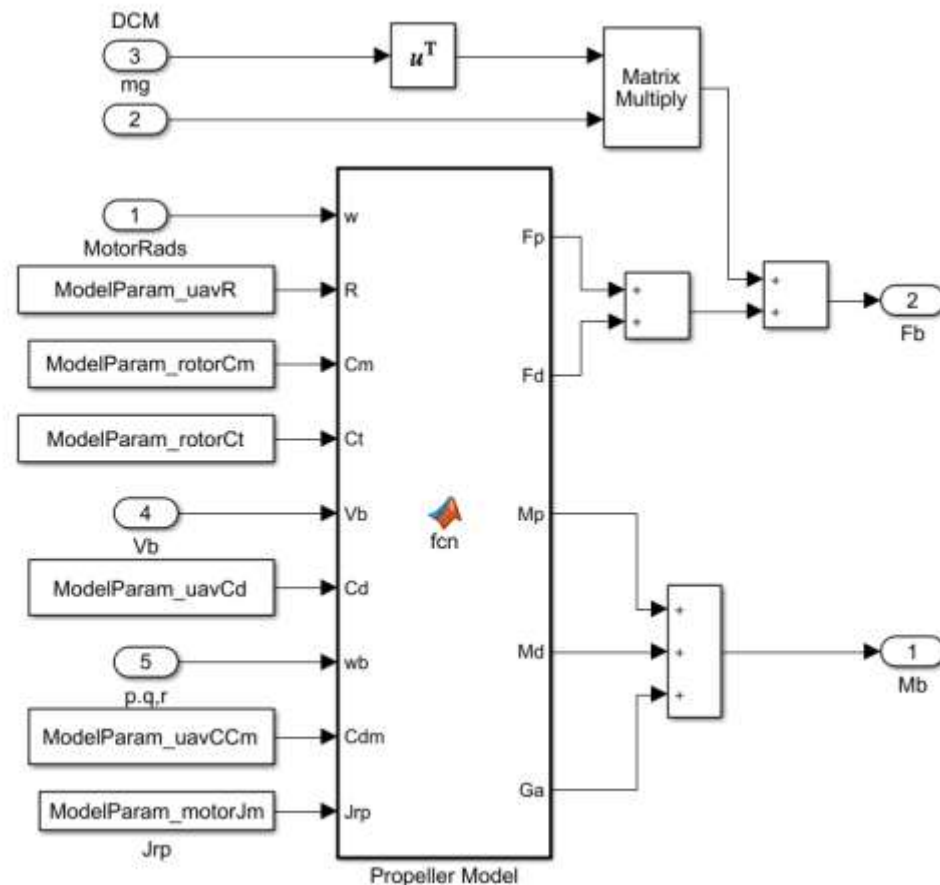 DCM
3
mg
2
u^T
Matrix
Multiply
1
MotorRads
ModelParam_uavR
ModelParam_rotorCm
ModelParam_rotorCt
4
Vb
ModelParam_uavCd
5
p.q,r
ModelParam_uavCCm
ModelParam_motorJm
Jrp
w
R
Cm
Ct
Vb
Cd
wb
Cdm
Jrp
fcn
Fp
Fd
Mp
Md
Ga
Propeller Model
+
+
+
+
2
Fb
+
+
+
1
Mb